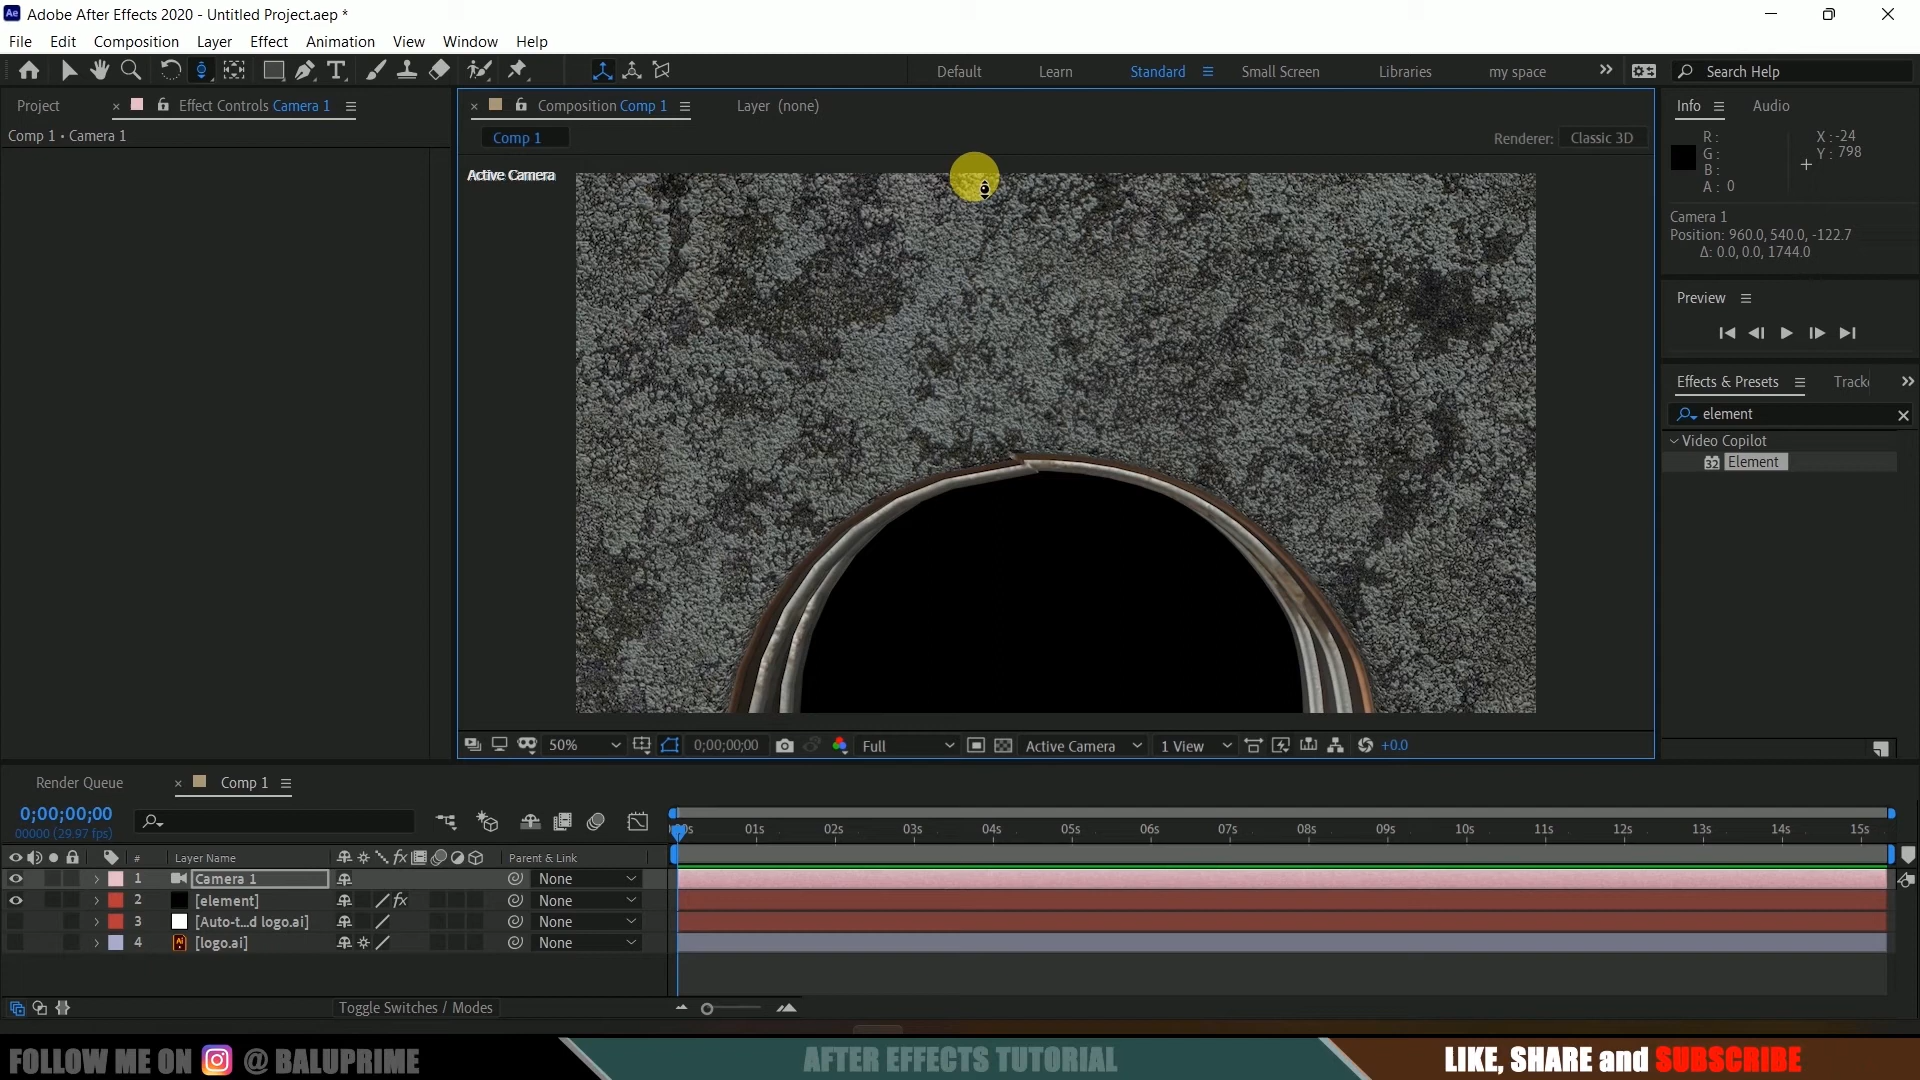 Ae Adobe After Effects 2020 - Untitled Project.aep *
File Edit Composition Layer Effect Animation View Window Help
Default Learn Standard Small Screen Libraries my space Search Help
Project Effect Controls Camera 1
Composition Comp 1 Layer (none)
Info Audio
Comp 1 • Camera 1
Comp 1
Renderer: Classic 3D
R:
G:
B:
A: 0
X: -24
Y: 798
Active Camera
Camera 1
Position: 960.0, 540.0, -122.7
Δ: 0.0, 0.0, 1744.0
Preview
Effects & Presets
element
Video Copilot
32 Element
50% 0;00;00;00 Full Active Camera 1 View +0.0
Render Queue Comp 1
0;00;00;00
00000 (29.97 fps)
01s 02s 03s 04s 05s 06s 07s 08s 09s 10s 11s 12s 13s 14s 15s
# Layer Name fx Parent & Link
1 Camera 1 None
2 [element] fx None
3 [Auto-t...d logo.ai] None
4 Ai [logo.ai] None
Toggle Switches / Modes
FOLLOW ME ON @ BALUPRIME AFTER EFFECTS TUTORIAL LIKE, SHARE and SUBSCRIBE